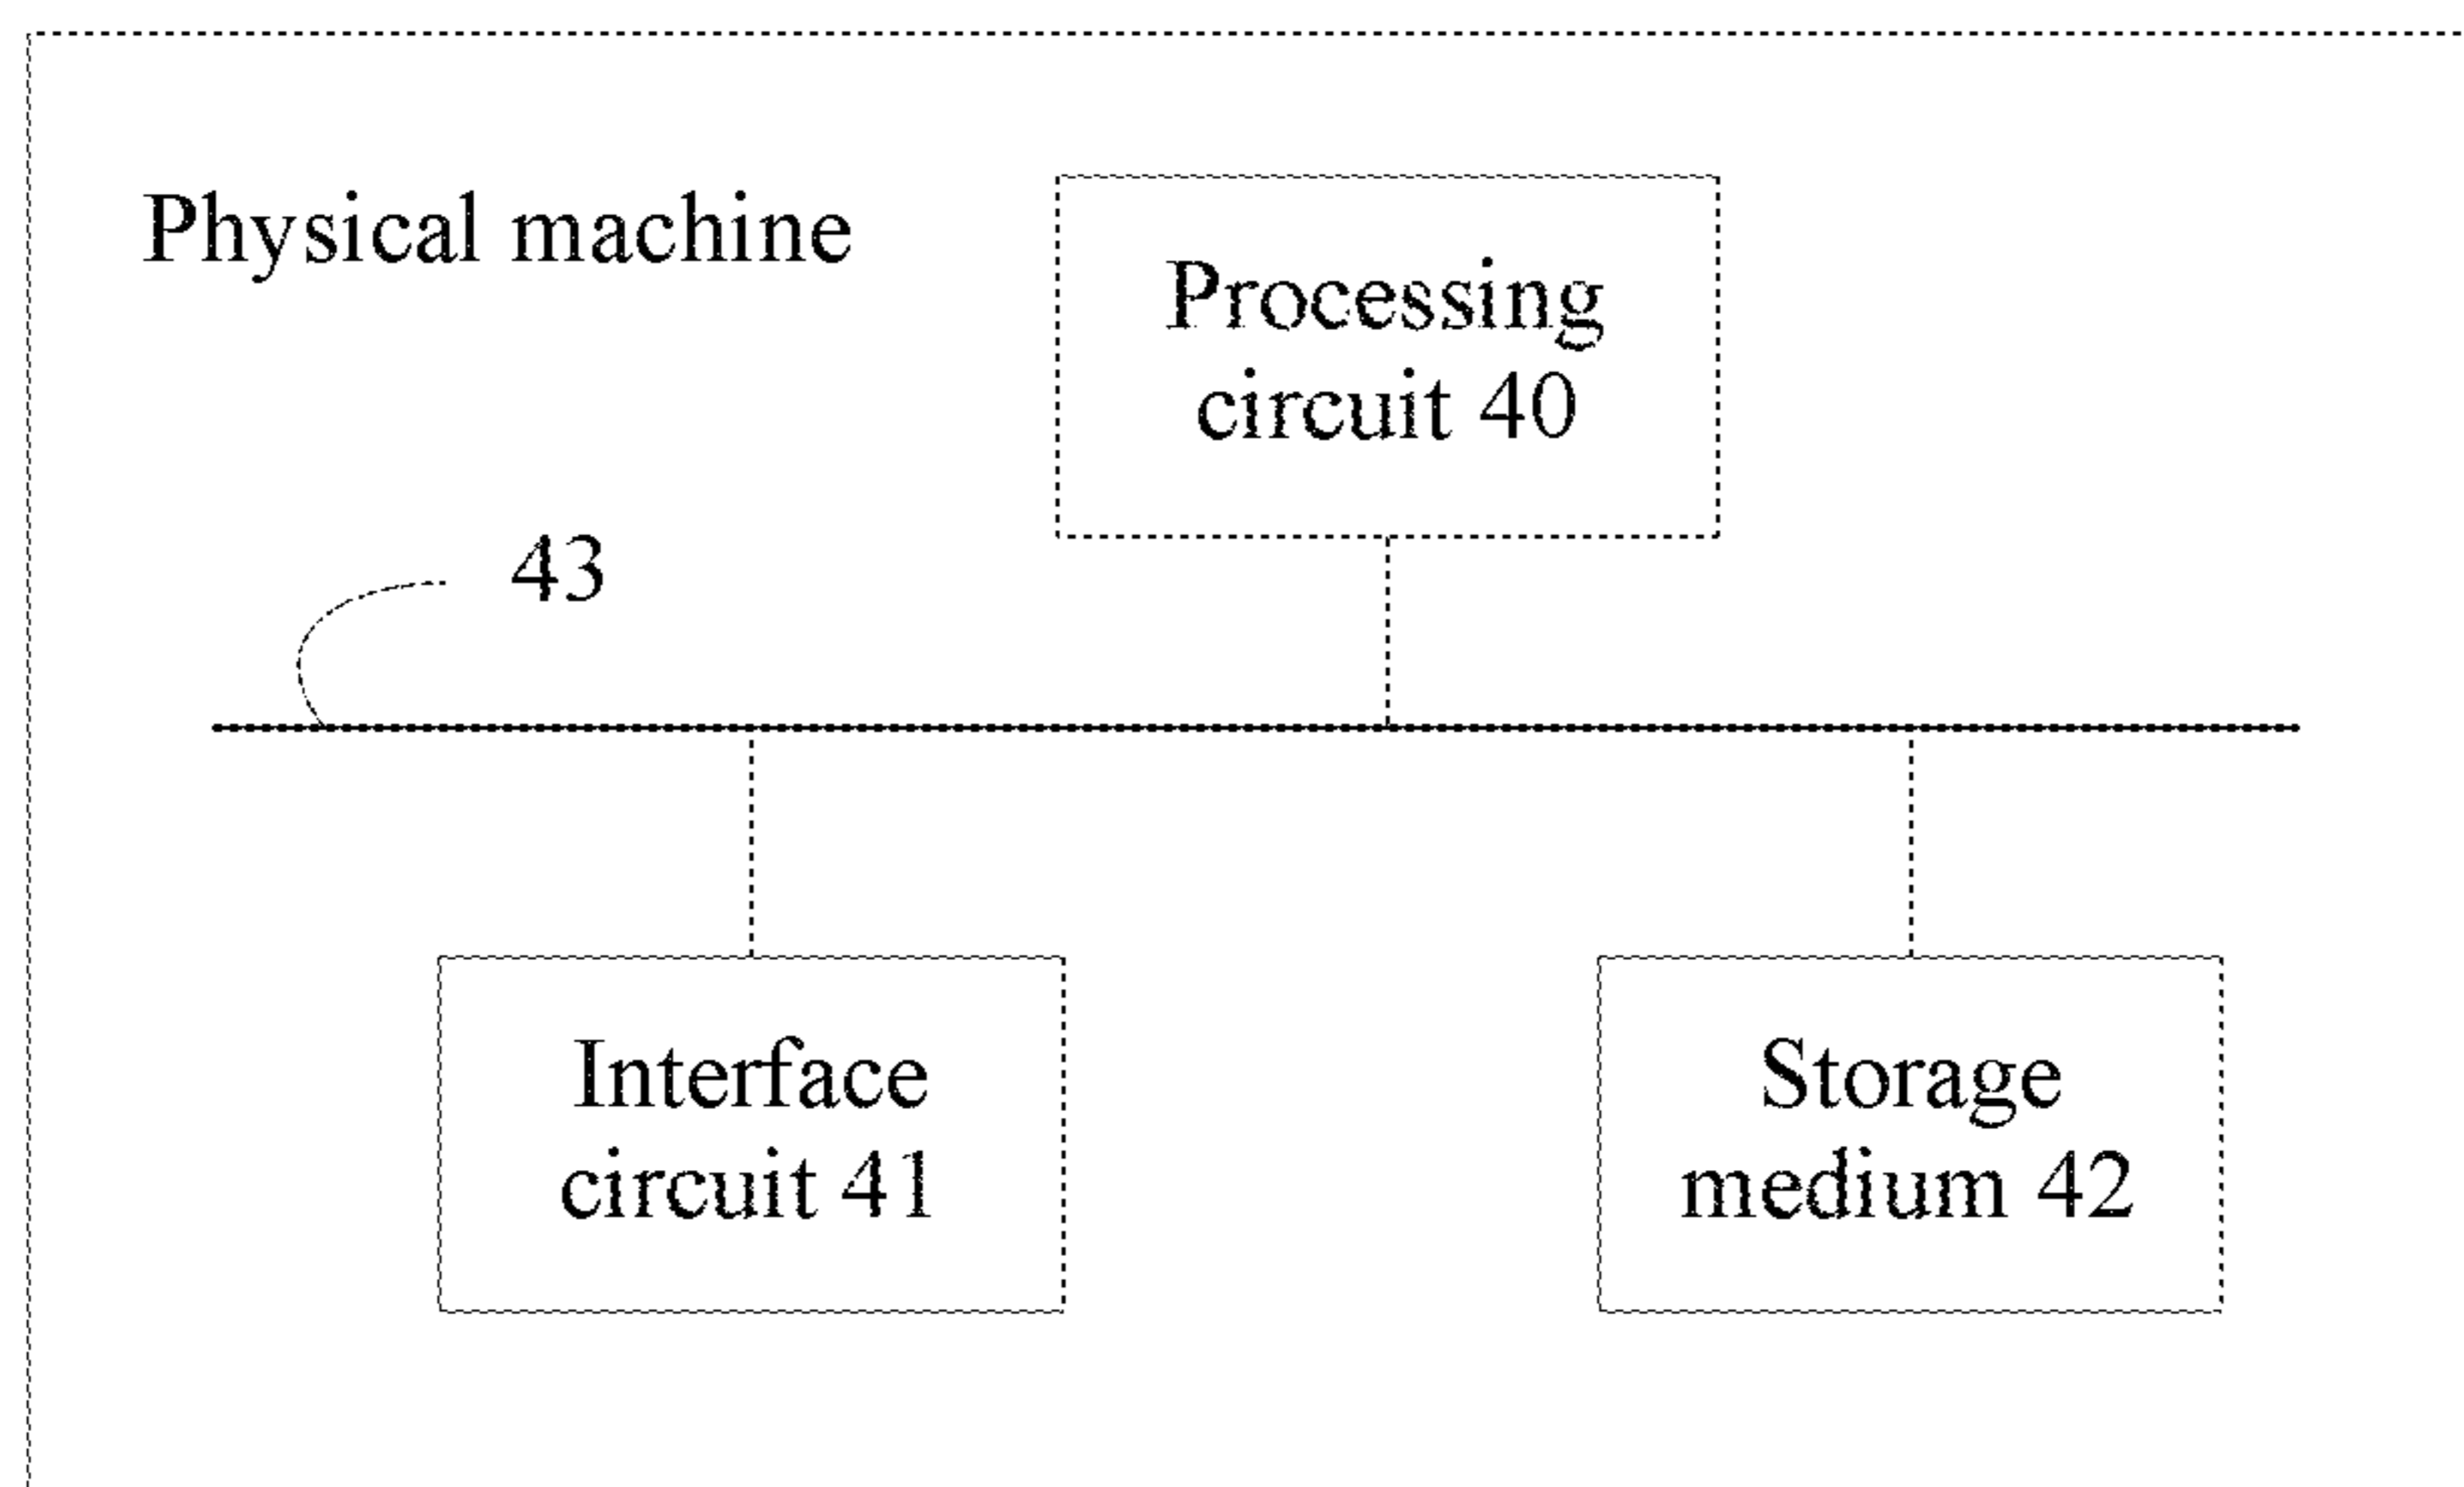 Physical machine
Processing
circuit 40
43
Interface
circuit 41
Storage
medium 42